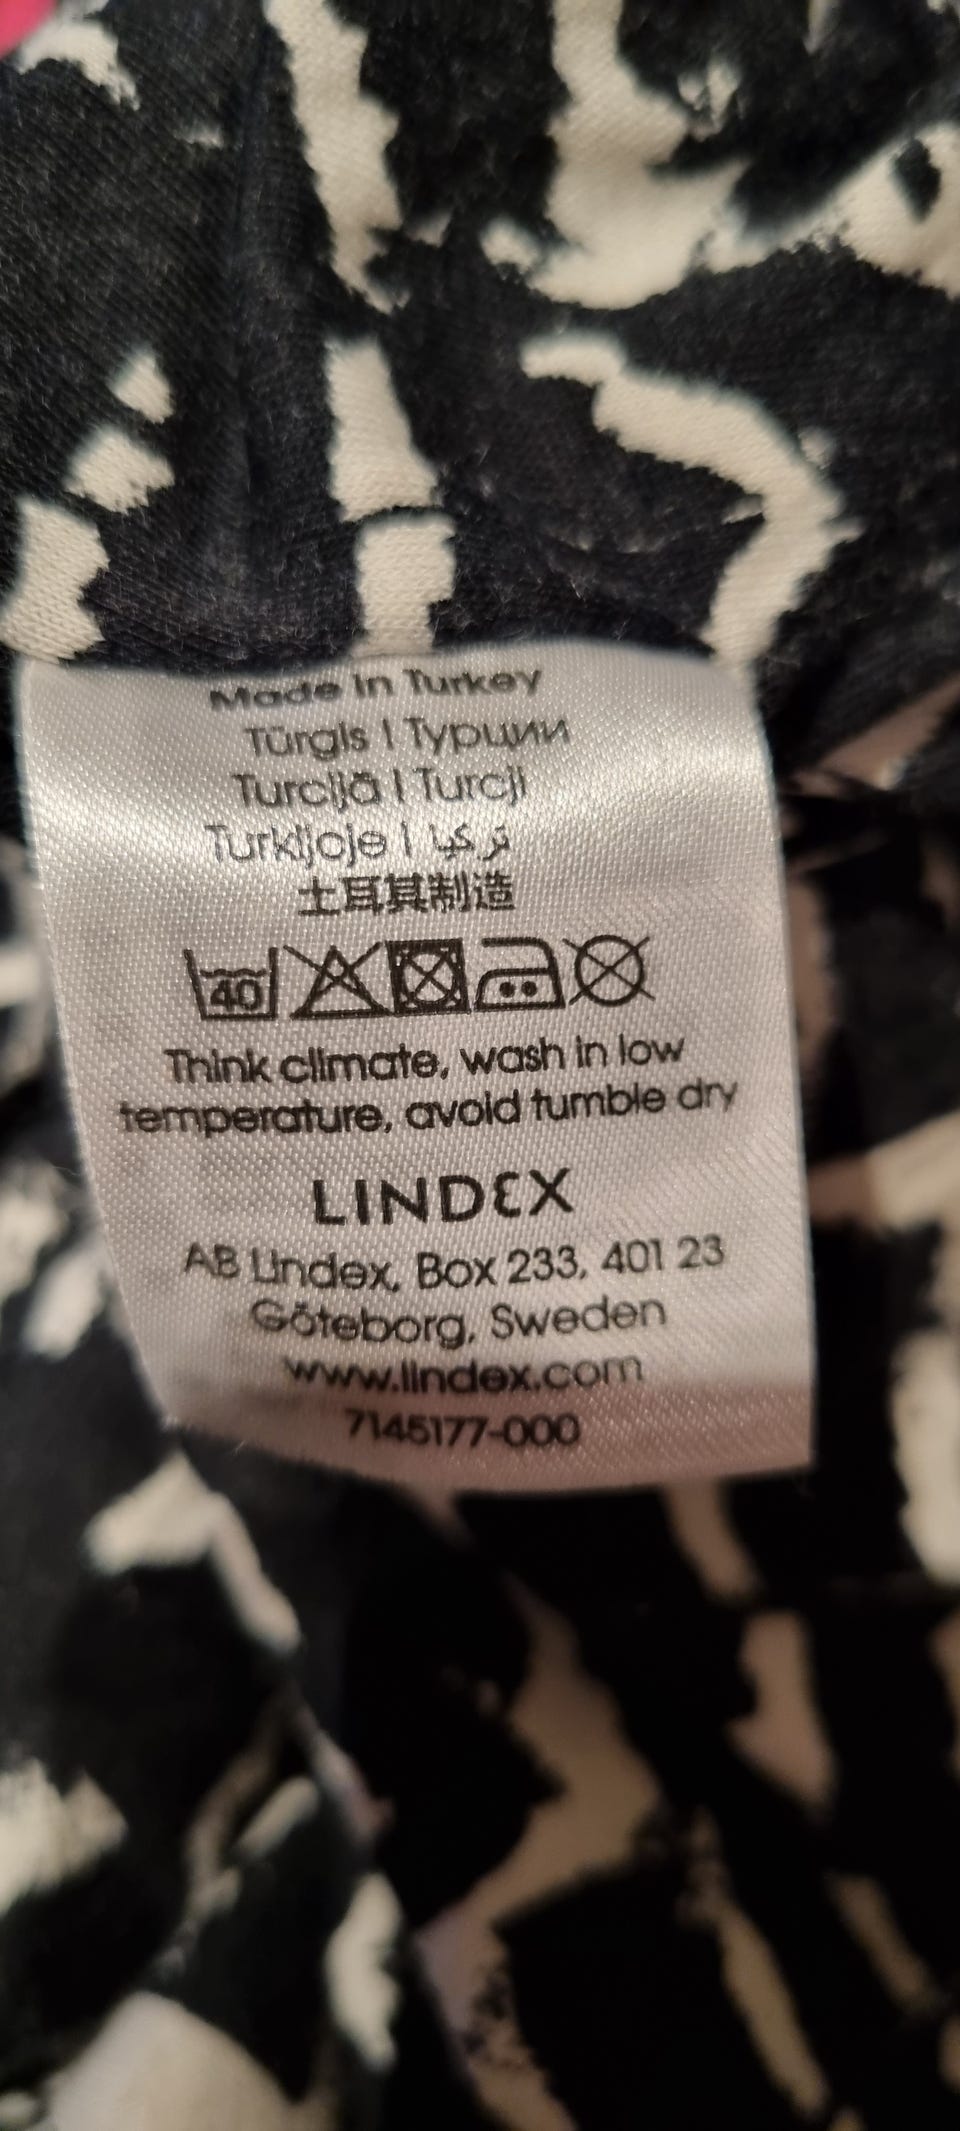 Made in Turkey
Türgis | Турции
Turcijā | Turcji
Turkijoje | تركيا
土耳其制造
40
Think climate, wash in low
temperature, avoid tumble dry
LINDEX
AB Lindex, Box 233, 401 23
Göteborg, Sweden
www.lindex.com
7145177-000